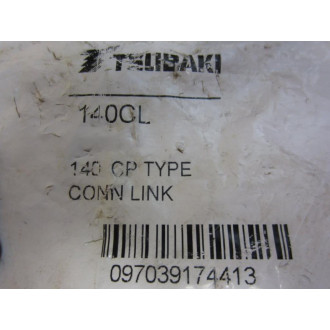 TSUBAKI
140CL
140 CP TYPE
CONN LINK
097039174413